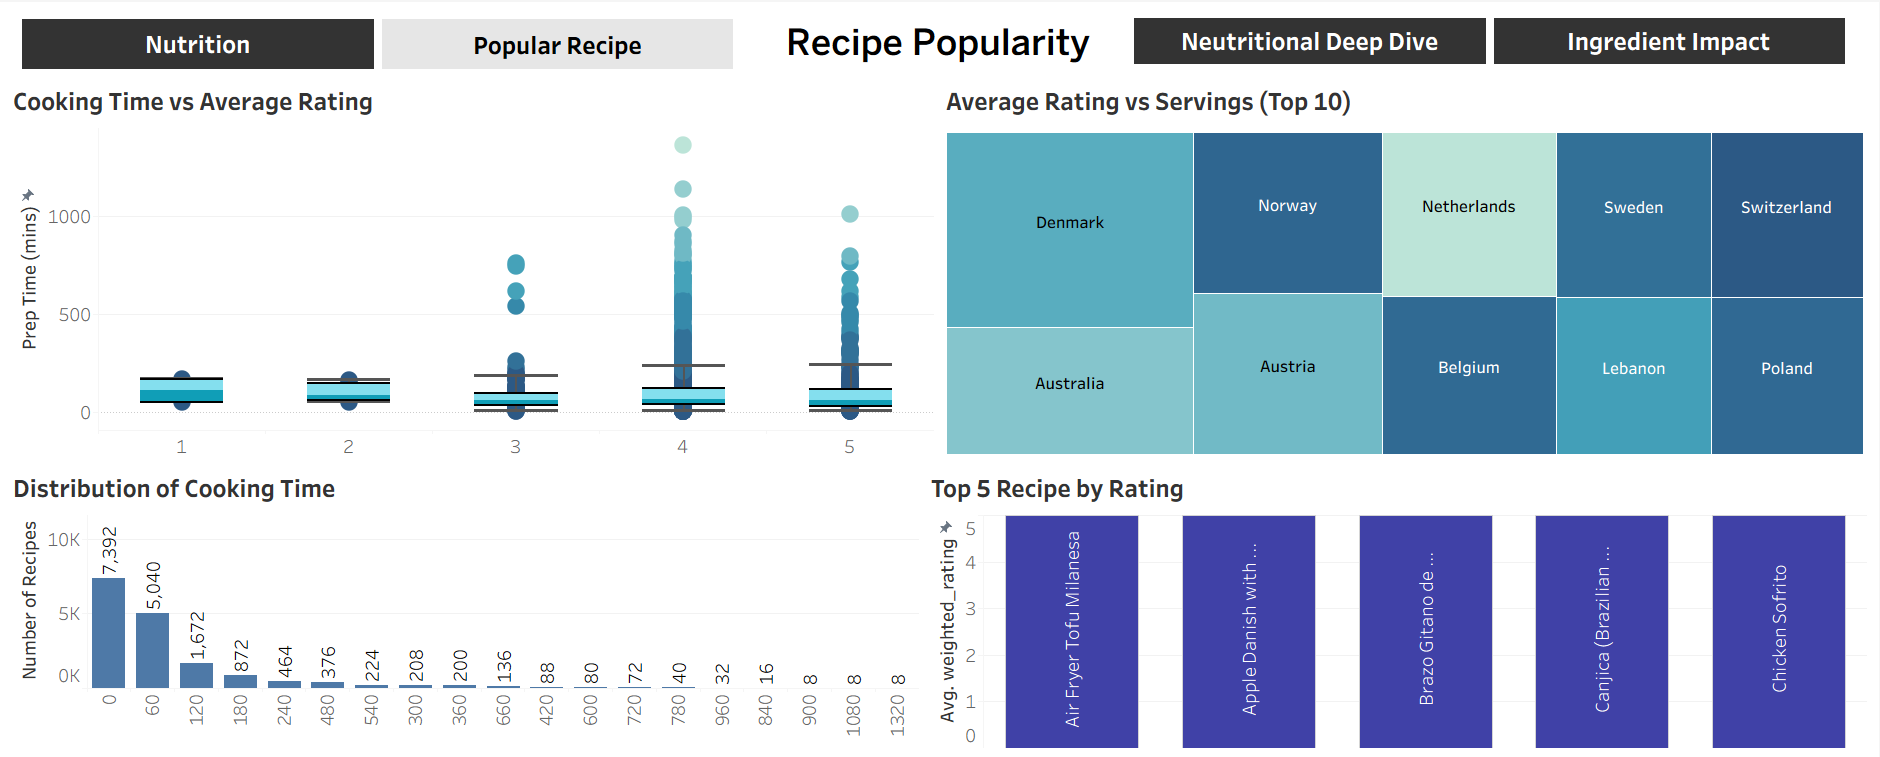 Nutrition
Popular Recipe
Recipe Popularity
Neutritional Deep Dive
Ingredient Impact
Cooking Time vs Average Rating
Prep Time (mins)
1000
500
0
1
2
3
4
5
Average Rating vs Servings (Top 10)
Denmark
Norway
Netherlands
Sweden
Switzerland
Australia
Austria
Belgium
Lebanon
Poland
Distribution of Cooking Time
Number of Recipes
10K
5K
0K
7,392
5,040
1,672
872
464
376
224
208
200
136
88
80
72
40
32
16
8
8
8
0
60
120
180
240
480
540
300
360
660
420
600
720
780
960
840
900
1080
1320
Top 5 Recipe by Rating
Avg. weighted_rating
5
4
3
2
1
0
Air Fryer Tofu Milanesa
Apple Danish with ...
Brazo Gitano de ...
Canjica (Brazilian ...
Chicken Sofrito